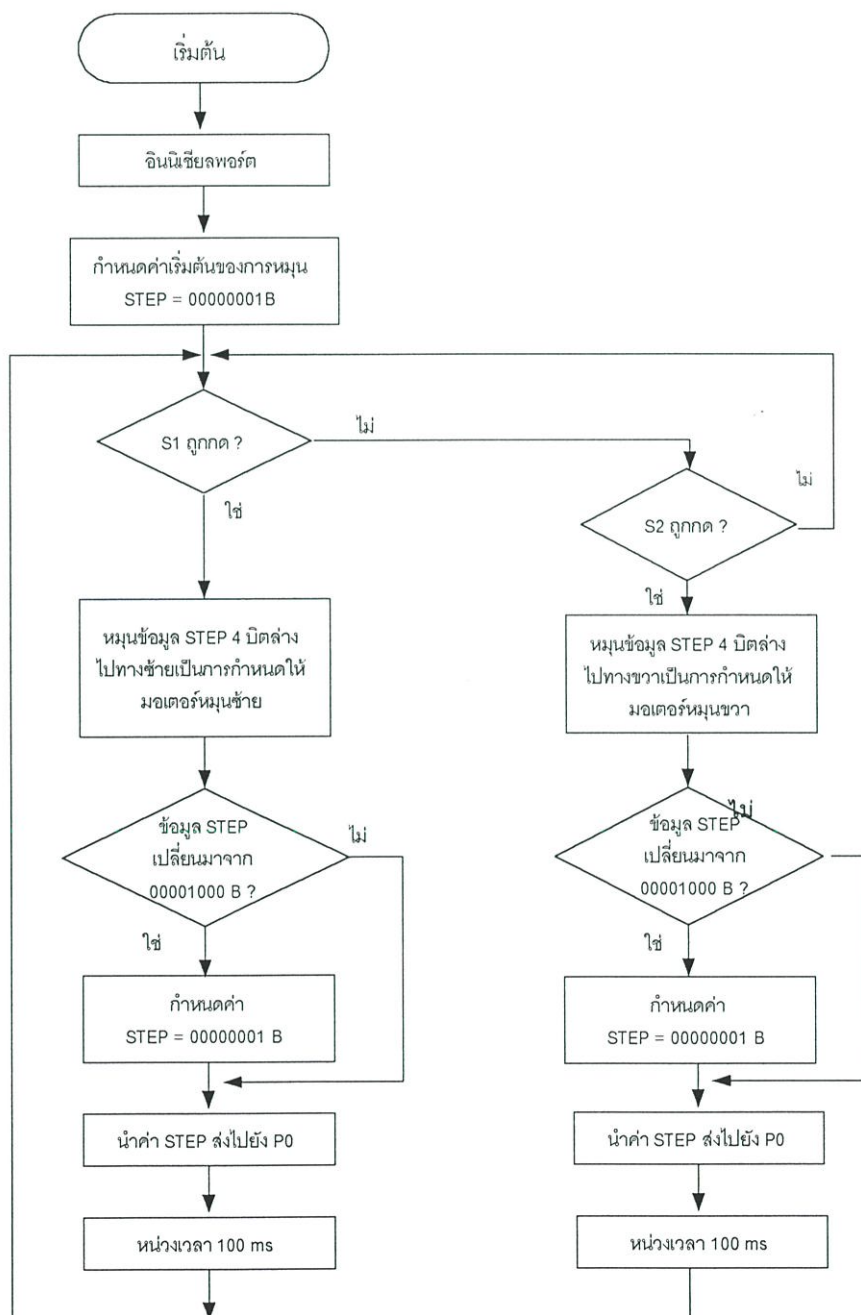 เริ่มต้น
อินนิเชียลพอร์ต
กำหนดค่าเริ่มต้นของการหมุน
STEP = 00000001B
S1 ถูกกด ?
ไม่
ใช่
S2 ถูกกด ?
ไม่
ใช่
หมุนข้อมูล STEP 4 บิตล่าง
ไปทางซ้ายเป็นการกำหนดให้
มอเตอร์หมุนซ้าย
หมุนข้อมูล STEP 4 บิตล่าง
ไปทางขวาเป็นการกำหนดให้
มอเตอร์หมุนขวา
ข้อมูล STEP
เปลี่ยนมาจาก
00001000 B ?
ไม่
ใช่
ไม่
ข้อมูล STEP
เปลี่ยนมาจาก
00001000 B ?
ใช่
กำหนดค่า
STEP = 00000001 B
กำหนดค่า
STEP = 00000001 B
นำค่า STEP ส่งไปยัง P0
นำค่า STEP ส่งไปยัง P0
หน่วงเวลา 100 ms
หน่วงเวลา 100 ms